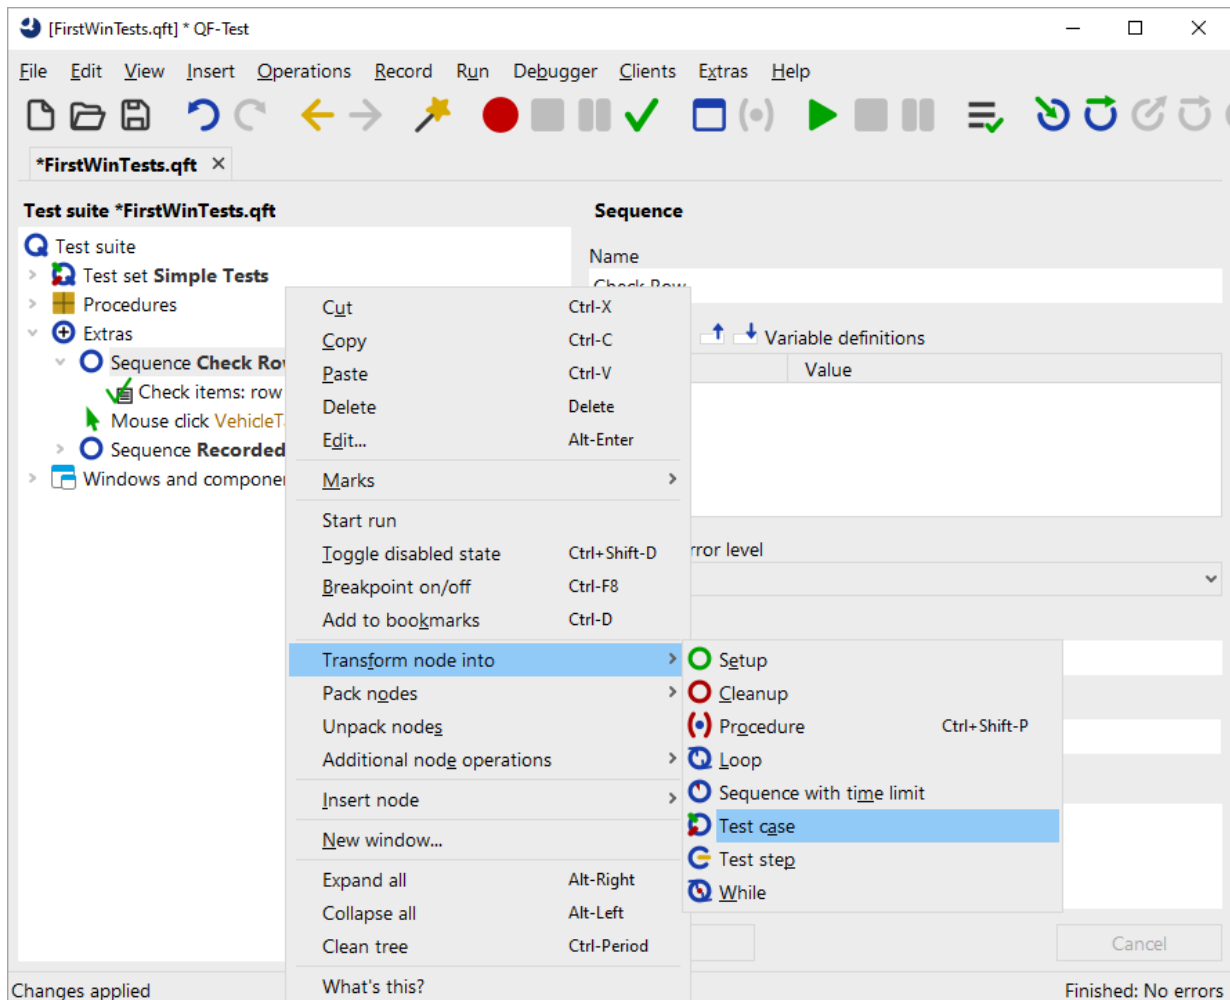 [FirstWinTests.qft] * QF-Test
File Edit View Insert Operations Record Run Debugger Clients Extras Help
*FirstWinTests.qft
Test suite *FirstWinTests.qft
Test suite
Test set Simple Tests
Procedures
Extras
Sequence Check Ro
Check items: row
Mouse click VehicleT
Sequence Recorded
Windows and compone
Sequence
Name
Check Row
Variable definitions
Value
rror level
Cut Ctrl-X
Copy Ctrl-C
Paste Ctrl-V
Delete Delete
Edit... Alt-Enter
Marks
Start run
Toggle disabled state Ctrl+Shift-D
Breakpoint on/off Ctrl-F8
Add to bookmarks Ctrl-D
Transform node into
Pack nodes
Unpack nodes
Additional node operations
Insert node
New window...
Expand all Alt-Right
Collapse all Alt-Left
Clean tree Ctrl-Period
What's this?
Setup
Cleanup
Procedure Ctrl+Shift-P
Loop
Sequence with time limit
Test case
Test step
While
Cancel
Changes applied
Finished: No errors